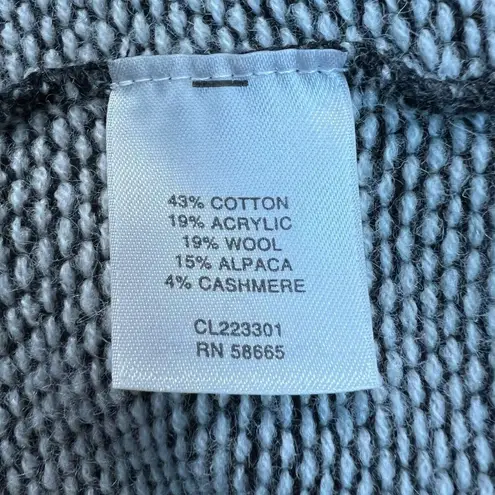 43% COTTON
19% ACRYLIC
19% WOOL
15% ALPACA
4% CASHMERE
CL223301
RN 58665